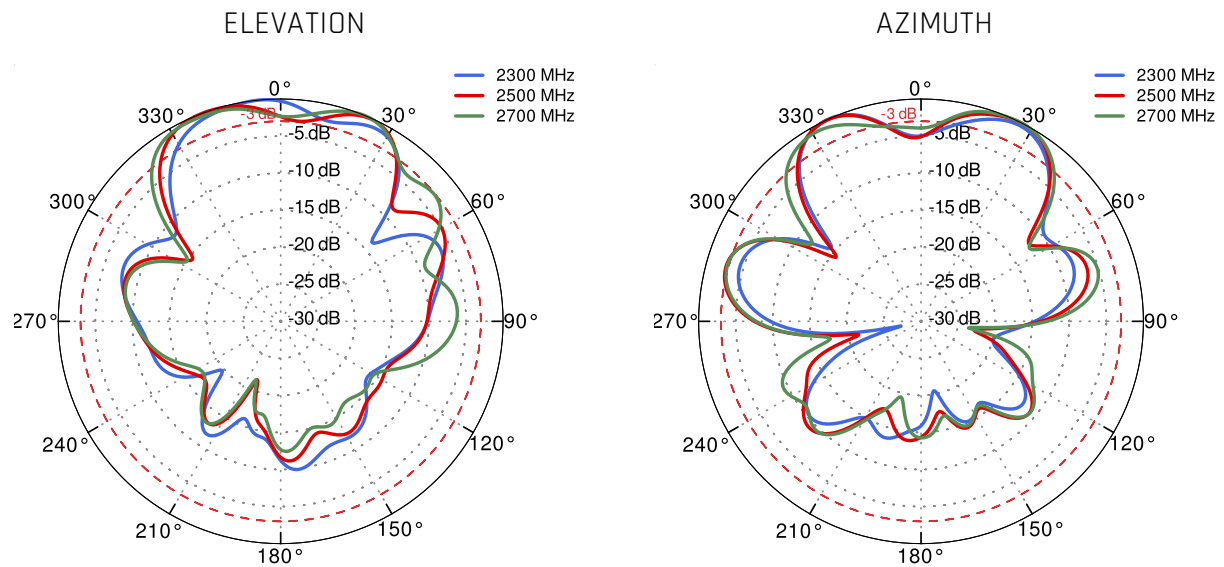 ELEVATION
2300 MHz
2500 MHz
2700 MHz
0°
330°
30°
-3 dB
-5 dB
-10 dB
300°
60°
-15 dB
-20 dB
-25 dB
270°
-30 dB
90°
240°
120°
210°
150°
180°
AZIMUTH
2300 MHz
2500 MHz
2700 MHz
0°
330°
30°
-3 dB
-5 dB
-10 dB
300°
60°
-15 dB
-20 dB
-25 dB
270°
-30 dB
90°
240°
120°
210°
150°
180°